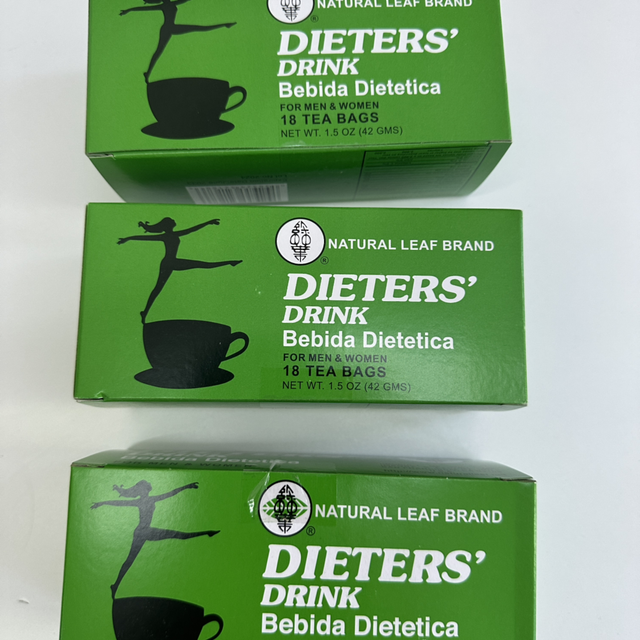 NATURAL LEAF BRAND
®
DIETERS'
DRINK
Bebida Dietetica
FOR MEN & WOMEN
18 TEA BAGS
NET WT. 1.5 OZ (42 GMS)
NATURAL LEAF BRAND
®
DIETERS'
DRINK
Bebida Dietetica
FOR MEN & WOMEN
18 TEA BAGS
NET WT. 1.5 OZ (42 GMS)
Bebida Dietetica
NATURAL LEAF BRAND
®
DIETERS'
DRINK
Bebida Dietetica